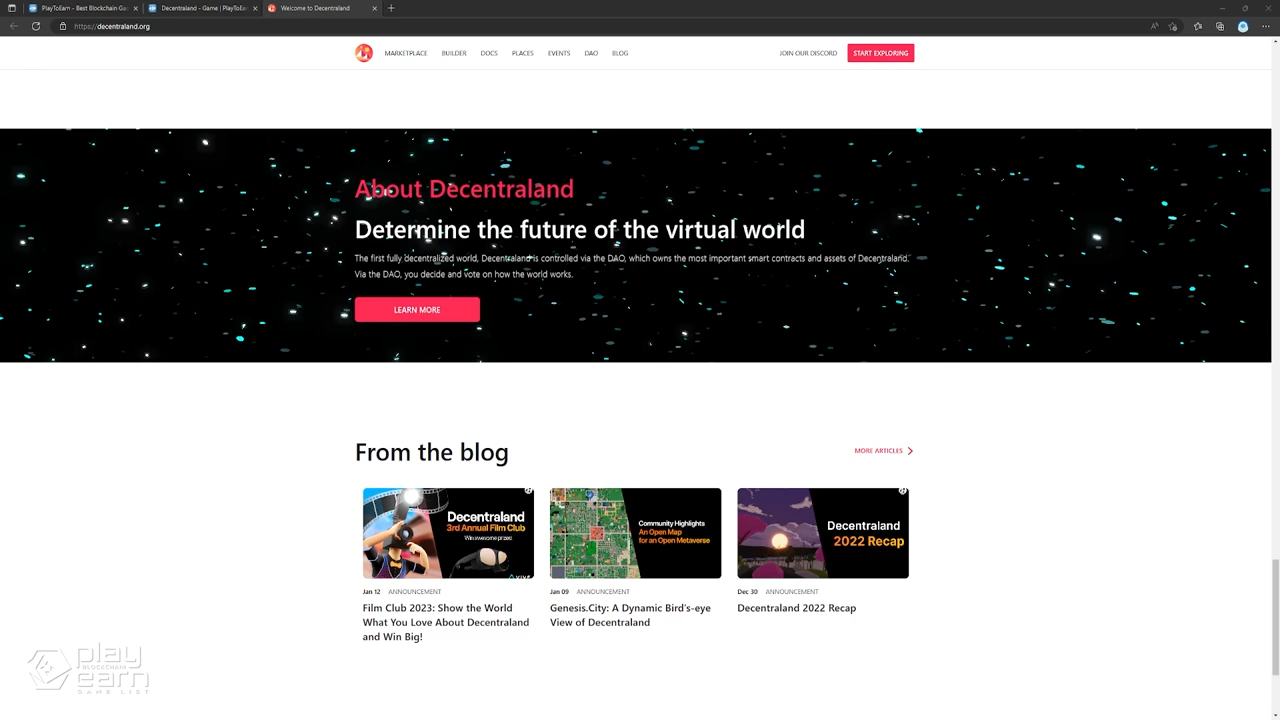 PlayToEarn - Best Blockchain Ga
Decentraland - Game | PlayToEar
Welcome to Decentraland
https://decentraland.org
MARKETPLACE BUILDER DOCS PLACES EVENTS DAO BLOG JOIN OUR DISCORD START EXPLORING
About Decentraland
Determine the future of the virtual world
The first fully decentralized world, Decentraland is controlled via the DAO, which owns the most important smart contracts and assets of Decentraland.
Via the DAO, you decide and vote on how the world works.
LEARN MORE
From the blog
MORE ARTICLES
Decentraland
3rd Annual Film Club
Win awesome prizes
VIVE
Community Highlights
An Open Map
for an Open Metaverse
Decentraland
2022 Recap
Jan 12 ANNOUNCEMENT
Film Club 2023: Show the World
What You Love About Decentraland
and Win Big!
Jan 09 ANNOUNCEMENT
Genesis.City: A Dynamic Bird's-eye
View of Decentraland
Dec 30 ANNOUNCEMENT
Decentraland 2022 Recap
play
BLOCKCHAIN
earn
GAME LIST